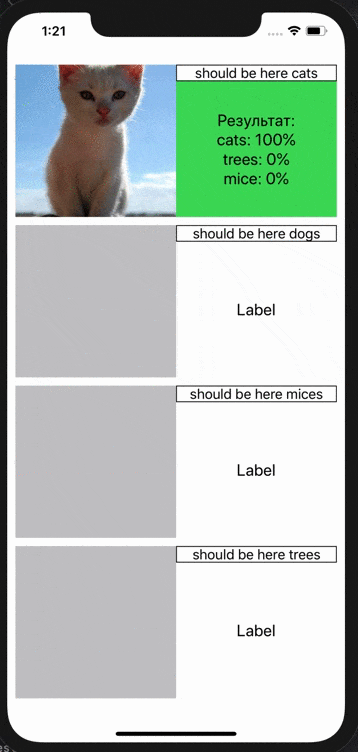 1:21
should be here cats
Результат:
cats: 100%
trees: 0%
mice: 0%
should be here dogs
Label
should be here mices
Label
should be here trees
Label